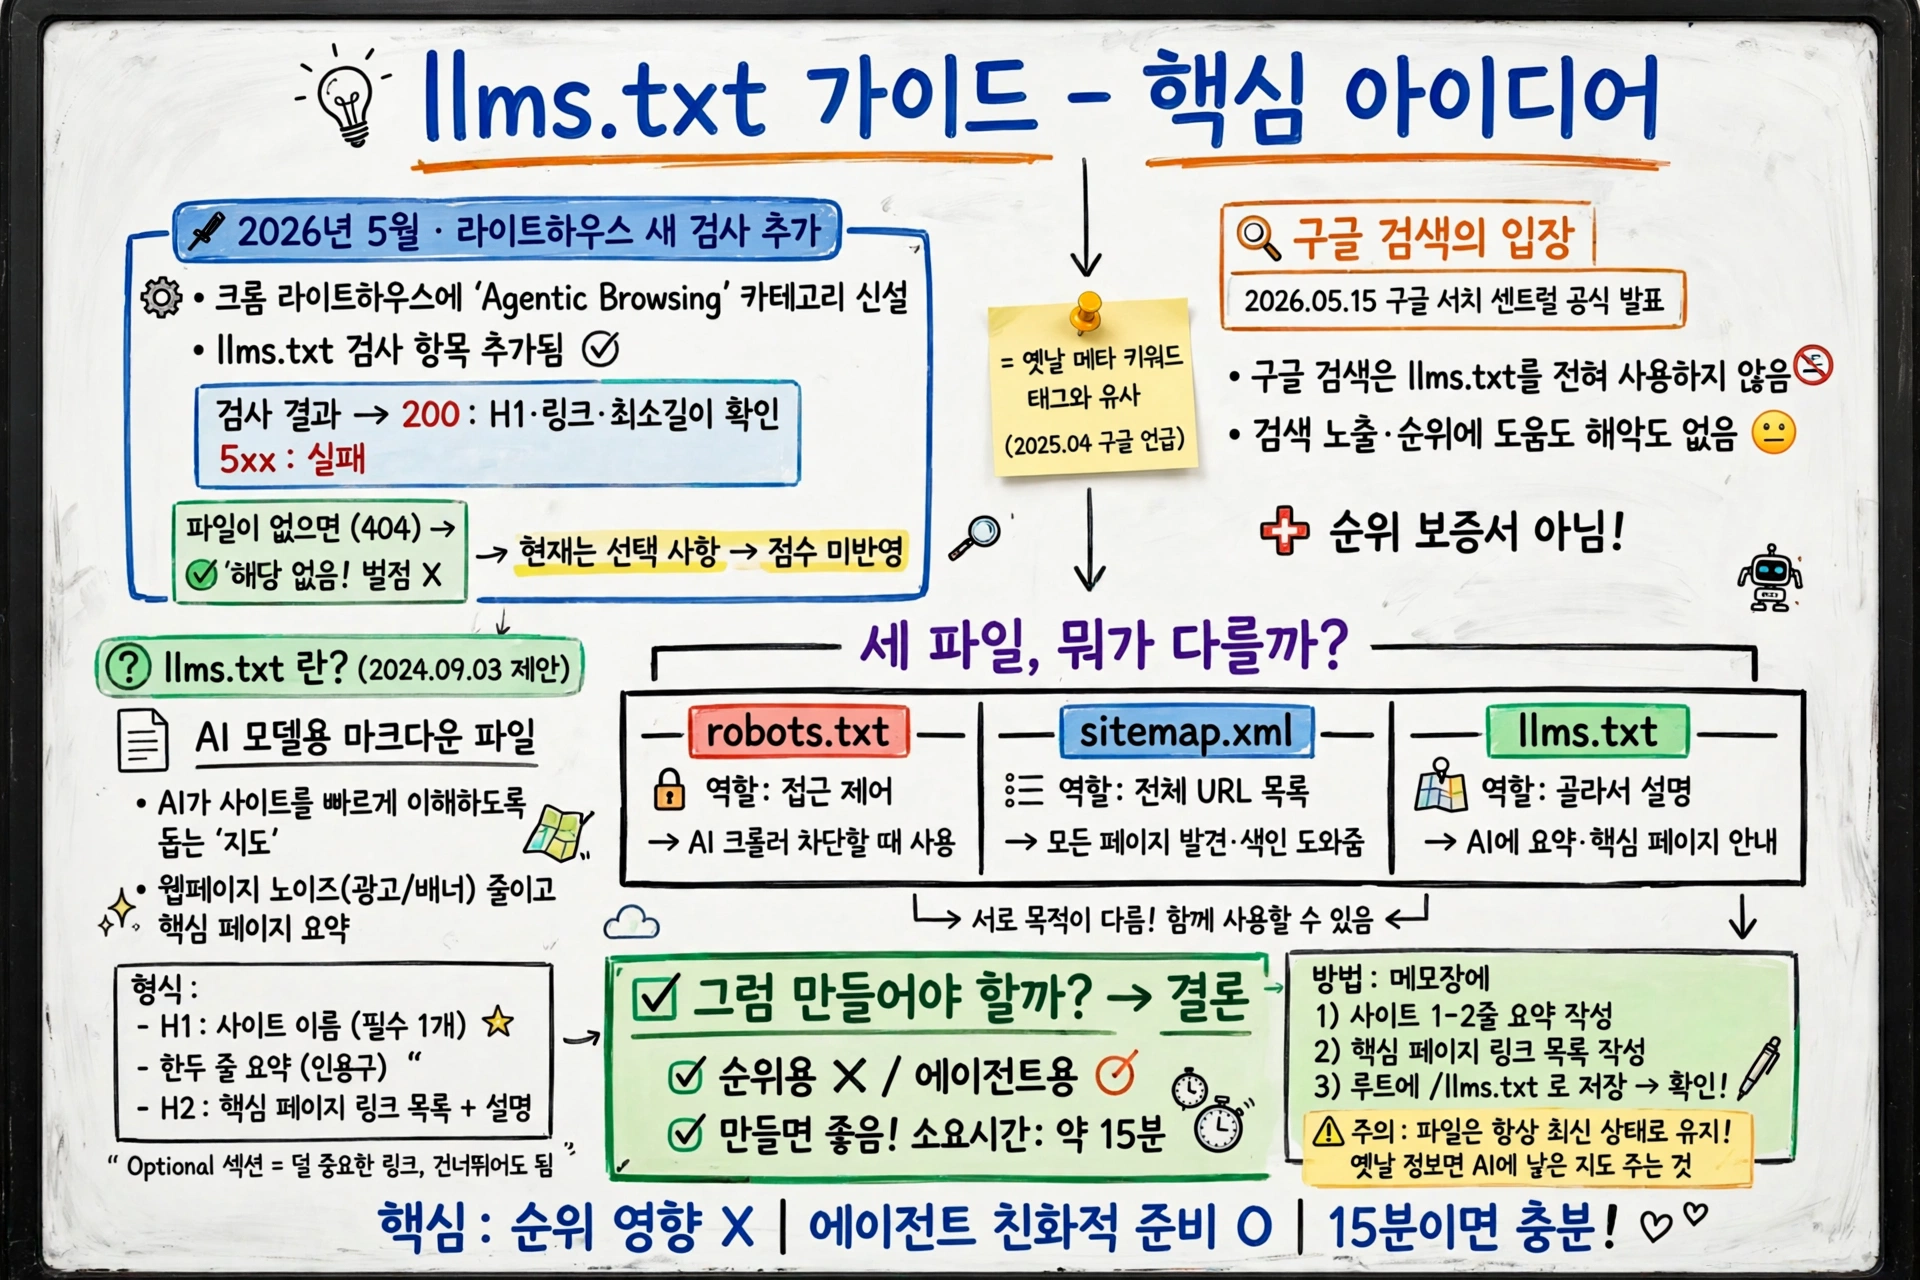 llms.txt 가이드 - 핵심 아이디어
2026년 5월 · 라이트하우스 새 검사 추가
• 크롬 라이트하우스에 'Agentic Browsing' 카테고리 신설
• llms.txt 검사 항목 추가됨
검사 결과 → 200 : H1·링크·최소길이 확인
5xx : 실패
파일이 없으면 (404) →
'해당 없음! 벌점 X
→ 현재는 선택 사항 → 점수 미반영
= 옛날 메타 키워드
태그와 유사
(2025.04 구글 언급)
구글 검색의 입장
2026.05.15 구글 서치 센트럴 공식 발표
• 구글 검색은 llms.txt를 전혀 사용하지 않음
• 검색 노출·순위에 도움도 해악도 없음
순위 보증서 아님!
? llms.txt 란? (2024.09.03 제안)
AI 모델용 마크다운 파일
• AI가 사이트를 빠르게 이해하도록
돕는 '지도'
• 웹페이지 노이즈(광고/배너) 줄이고
핵심 페이지 요약
형식 :
- H1 : 사이트 이름 (필수 1개)
- 한두 줄 요약 (인용구) “
- H2 : 핵심 페이지 링크 목록 + 설명
“ Optional 섹션 = 덜 중요한 링크, 건너뛰어도 됨
세 파일, 뭐가 다를까?
robots.txt
역할 : 접근 제어
→ AI 크롤러 차단할 때 사용
sitemap.xml
역할 : 전체 URL 목록
→ 모든 페이지 발견·색인 도와줌
llms.txt
역할 : 골라서 설명
→ AI에 요약·핵심 페이지 안내
서로 목적이 다름! 함께 사용할 수 있음
그럼 만들어야 할까? → 결론
순위용 X / 에이전트용
만들면 좋음! 소요시간 : 약 15분
방법 : 메모장에
1) 사이트 1-2줄 요약 작성
2) 핵심 페이지 링크 목록 작성
3) 루트에 /llms.txt 로 저장 → 확인!
주의 : 파일은 항상 최신 상태로 유지!
옛날 정보면 AI에 낡은 지도 주는 것
핵심 : 순위 영향 X | 에이전트 친화적 준비 O | 15분이면 충분!